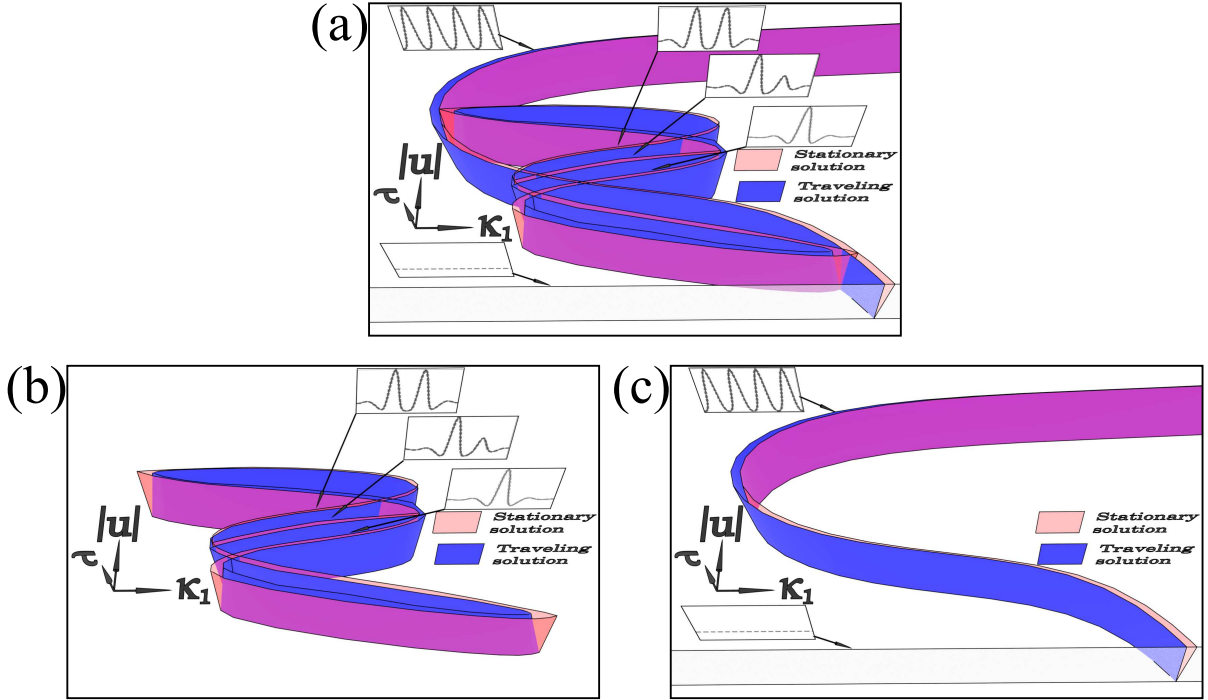 (a)
|u|
τ
κ₁
Stationary
solution
Traveling
solution
(b)
|u|
τ
κ₁
Stationary
solution
Traveling
solution
(c)
|u|
τ
κ₁
Stationary
solution
Traveling
solution